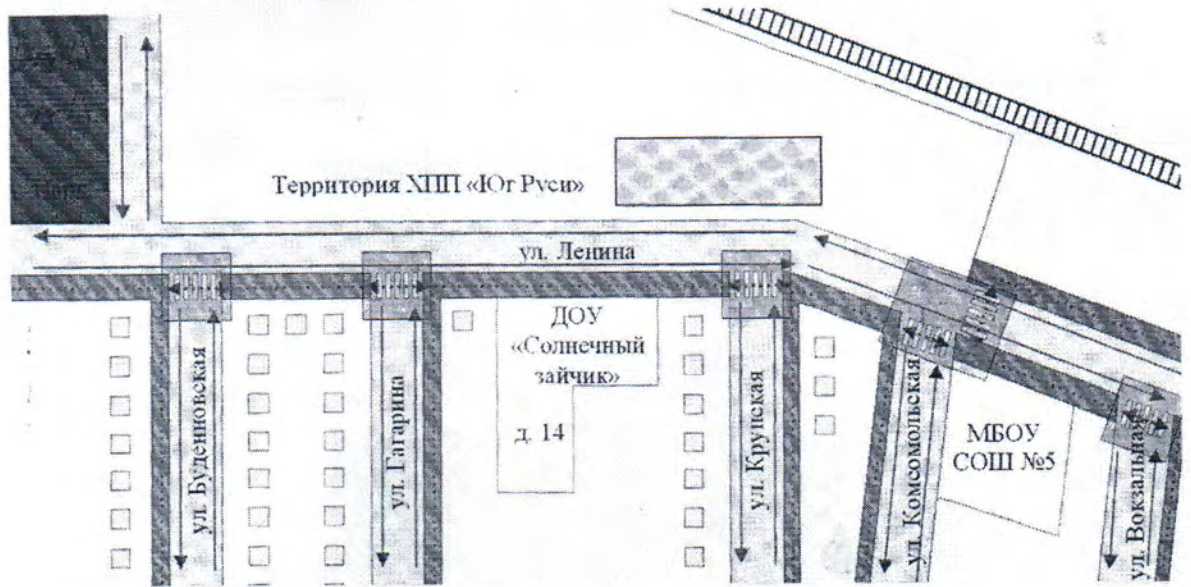 Парк
Территория ХПП «Юг Руси»
ул. Ленина
ДОУ
«Солнечный
зайчик»
д. 14
ул. Буденновская
ул. Гагарина
ул. Крупская
ул. Комсомольская
МБОУ
СОШ №5
ул. Вокзальная